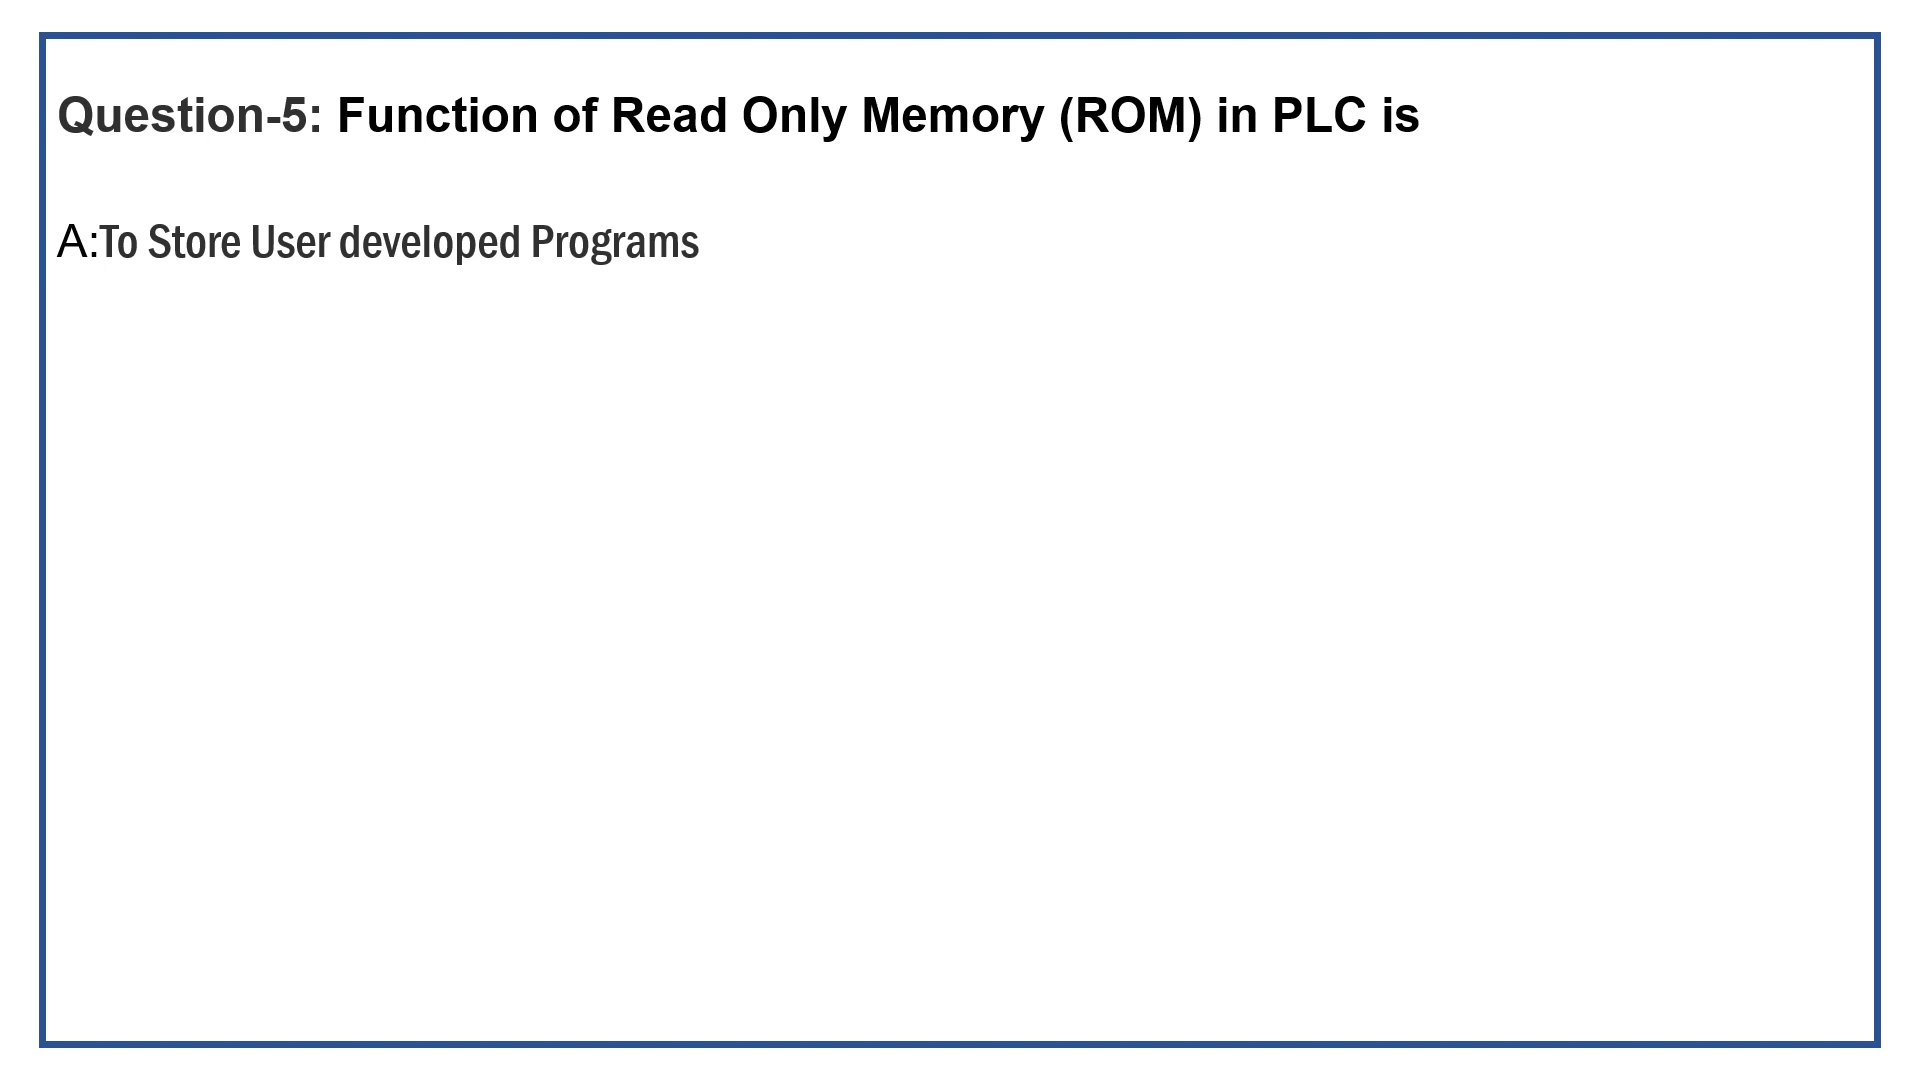 Question-5: Function of Read Only Memory (ROM) in PLC is
A:To Store User developed Programs